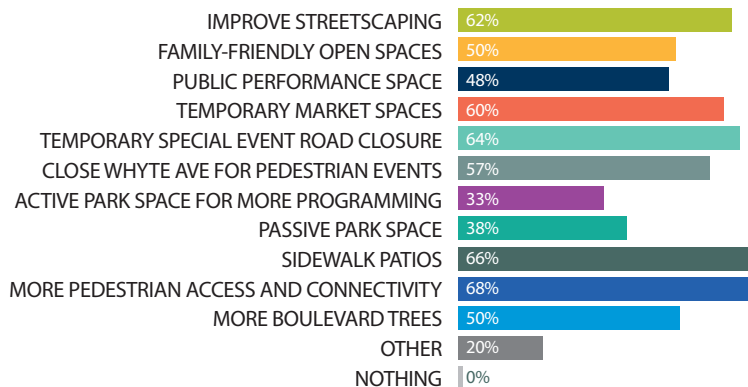 IMPROVE STREETSCAPING 62%
FAMILY-FRIENDLY OPEN SPACES 50%
PUBLIC PERFORMANCE SPACE 48%
TEMPORARY MARKET SPACES 60%
TEMPORARY SPECIAL EVENT ROAD CLOSURE 64%
CLOSE WHYTE AVE FOR PEDESTRIAN EVENTS 57%
ACTIVE PARK SPACE FOR MORE PROGRAMMING 33%
PASSIVE PARK SPACE 38%
SIDEWALK PATIOS 66%
MORE PEDESTRIAN ACCESS AND CONNECTIVITY 68%
MORE BOULEVARD TREES 50%
OTHER 20%
NOTHING 0%